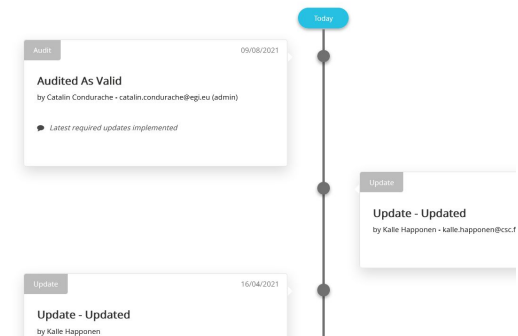 Today
Audit
09/08/2021
Audited As Valid
by Catalin Condurache - catalin.condurache@egi.eu (admin)
Latest required updates implemented
Update
Update - Updated
by Kalle Happonen - kalle.happonen@csc.f
Update
16/04/2021
Update - Updated
by Kalle Happonen